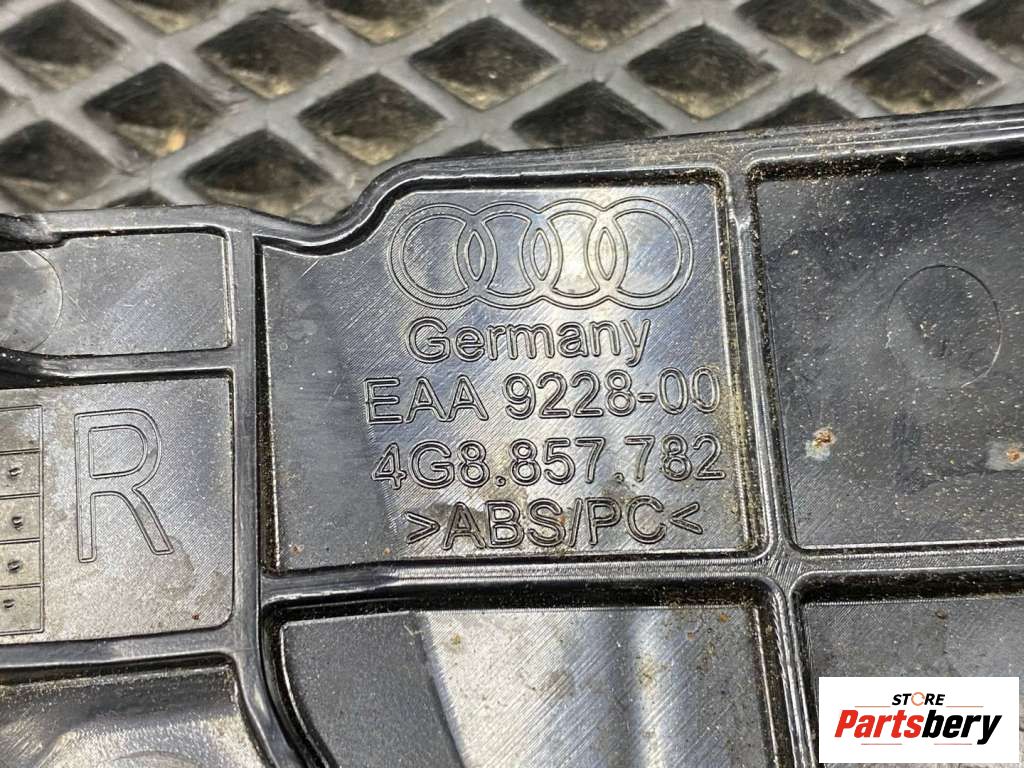 Germany
EAA 9228-00
4G8.857.782
>ABS/PC<
R
STORE
Partsbery